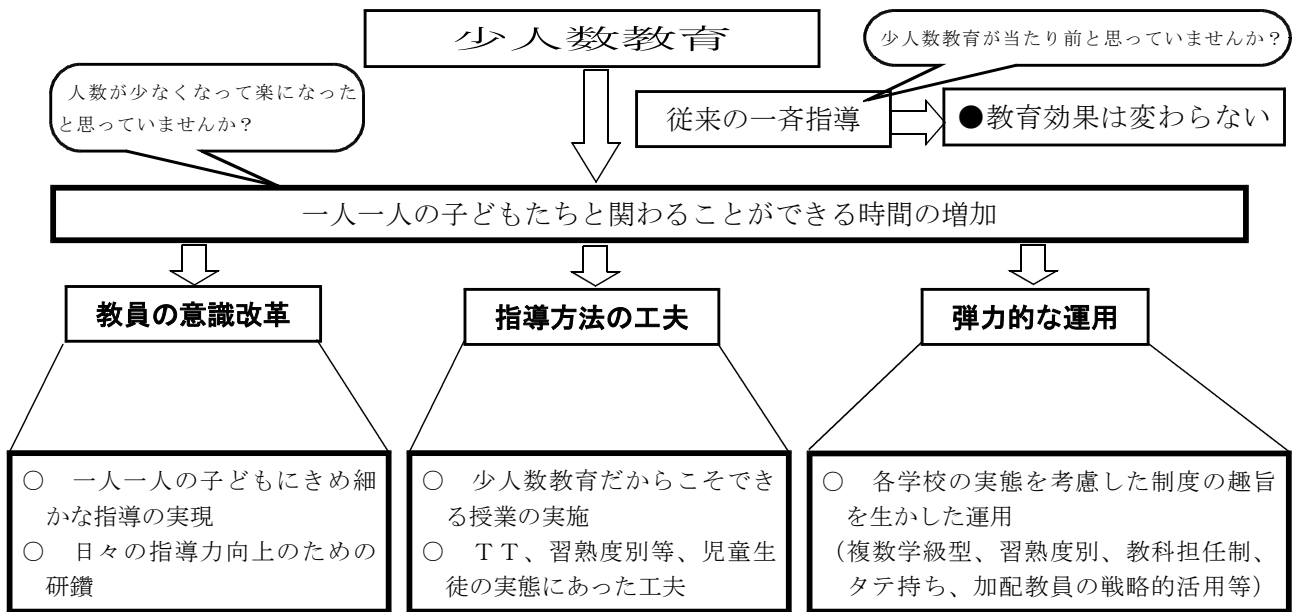 少人数教育
少人数教育が当たり前と思っていませんか？
人数が少なくなって楽になった
と思っていませんか？
従来の一斉指導
●教育効果は変わらない
一人一人の子どもたちと関わることができる時間の増加
教員の意識改革
指導方法の工夫
弾力的な運用
○　一人一人の子どもにきめ細
かな指導の実現
○　日々の指導力向上のための
研鑽
○　少人数教育だからこそでき
る授業の実施
○　ＴＴ、習熟度別等、児童生
徒の実態にあった工夫
○　各学校の実態を考慮した制度の趣旨
を生かした運用
（複数学級型、習熟度別、教科担任制、
タテ持ち、加配教員の戦略的活用等）